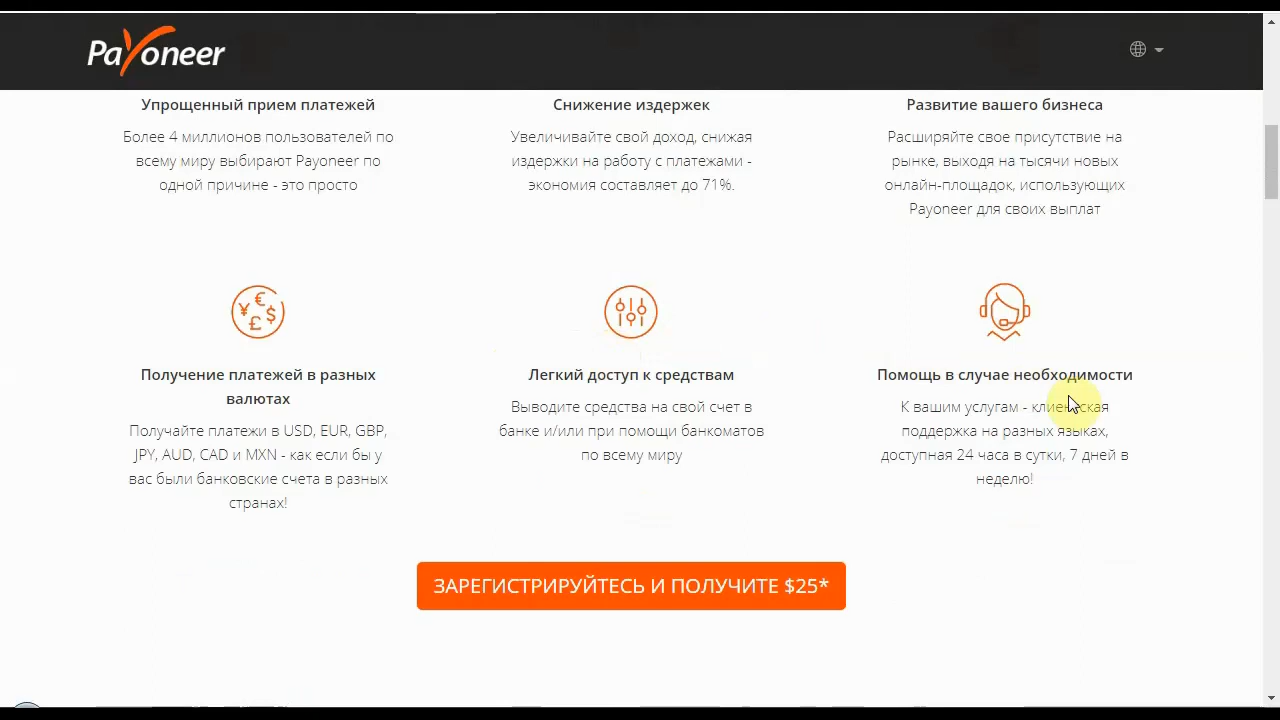 Payoneer
Упрощенный прием платежей
Более 4 миллионов пользователей по
всему миру выбирают Payoneer по
одной причине - это просто
Снижение издержек
Увеличивайте свой доход, снижая
издержки на работу с платежами -
экономия составляет до 71%.
Развитие вашего бизнеса
Расширяйте свое присутствие на
рынке, выходя на тысячи новых
онлайн-площадок, использующих
Payoneer для своих выплат
¥ € $ £
Получение платежей в разных
валютах
Получайте платежи в USD, EUR, GBP,
JPY, AUD, CAD и MXN - как если бы у
вас были банковские счета в разных
странах!
Легкий доступ к средствам
Выводите средства на свой счет в
банке и/или при помощи банкоматов
по всему миру
Помощь в случае необходимости
К вашим услугам - клиентская
поддержка на разных языках,
доступная 24 часа в сутки, 7 дней в
неделю!
ЗАРЕГИСТРИРУЙТЕСЬ И ПОЛУЧИТЕ $25*